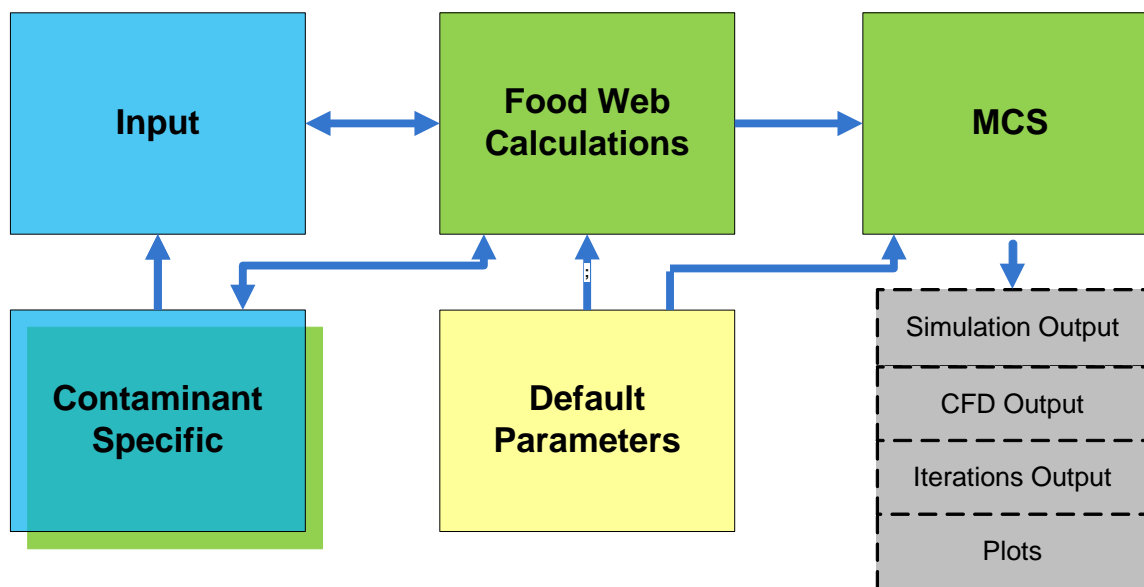 Input
Food Web
Calculations
MCS
;
Contaminant
Specific
Default
Parameters
Simulation Output
CFD Output
Iterations Output
Plots